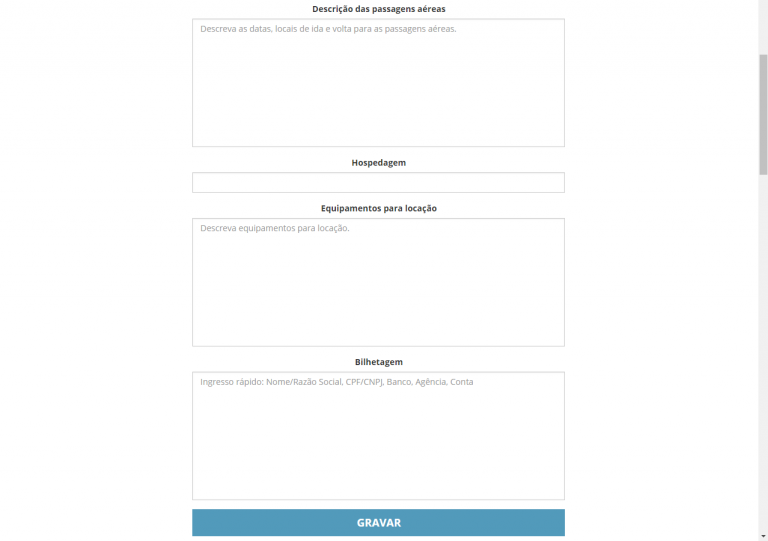 Descrição das passagens aéreas
Descreva as datas, locais de ida e volta para as passagens aéreas.
Hospedagem
Equipamentos para locação
Descreva equipamentos para locação.
Bilhetagem
Ingresso rápido: Nome/Razão Social, CPF/CNPJ, Banco, Agência, Conta
GRAVAR